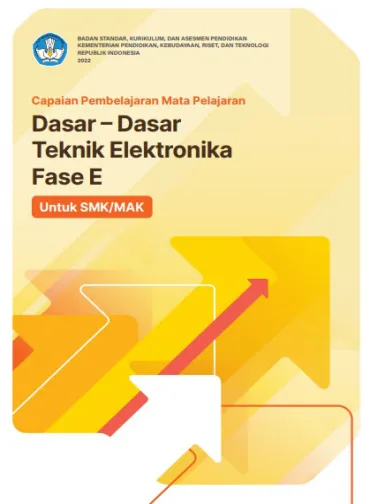 BADAN STANDAR, KURIKULUM, DAN ASESMEN PENDIDIKAN
KEMENTERIAN PENDIDIKAN, KEBUDAYAAN, RISET, DAN TEKNOLOGI
REPUBLIK INDONESIA
2022
Capaian Pembelajaran Mata Pelajaran
Dasar – Dasar
Teknik Elektronika
Fase E
Untuk SMK/MAK